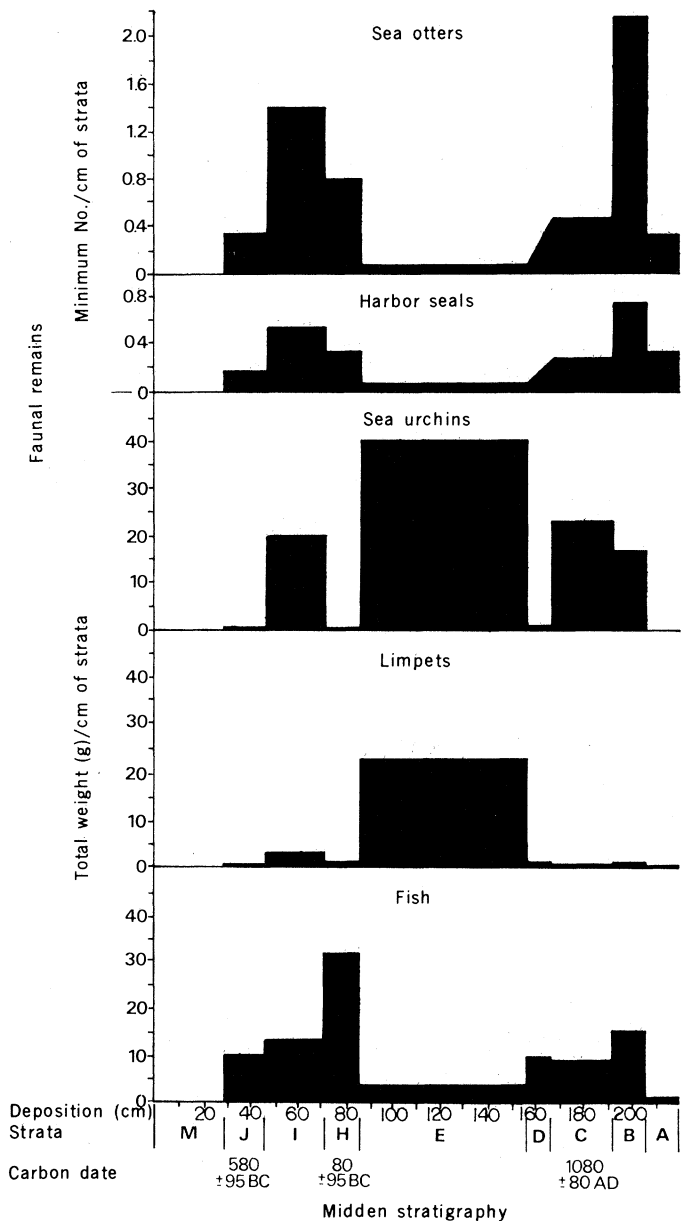 Faunal remains
Minimum No./cm of strata
Sea otters
2.0
1.6
1.2
0.8
0.4
0
Harbor seals
0.8
0.4
0
Total weight (g)/cm of strata
Sea urchins
40
30
20
10
0
Limpets
40
30
20
10
0
Fish
40
30
20
10
0
Deposition (cm) 20 40 60 80 100 120 140 160 180 200
Strata M J I H E D C B A
Carbon date 580 ±95 BC 80 ±95 BC 1080 ±80 AD
Midden stratigraphy